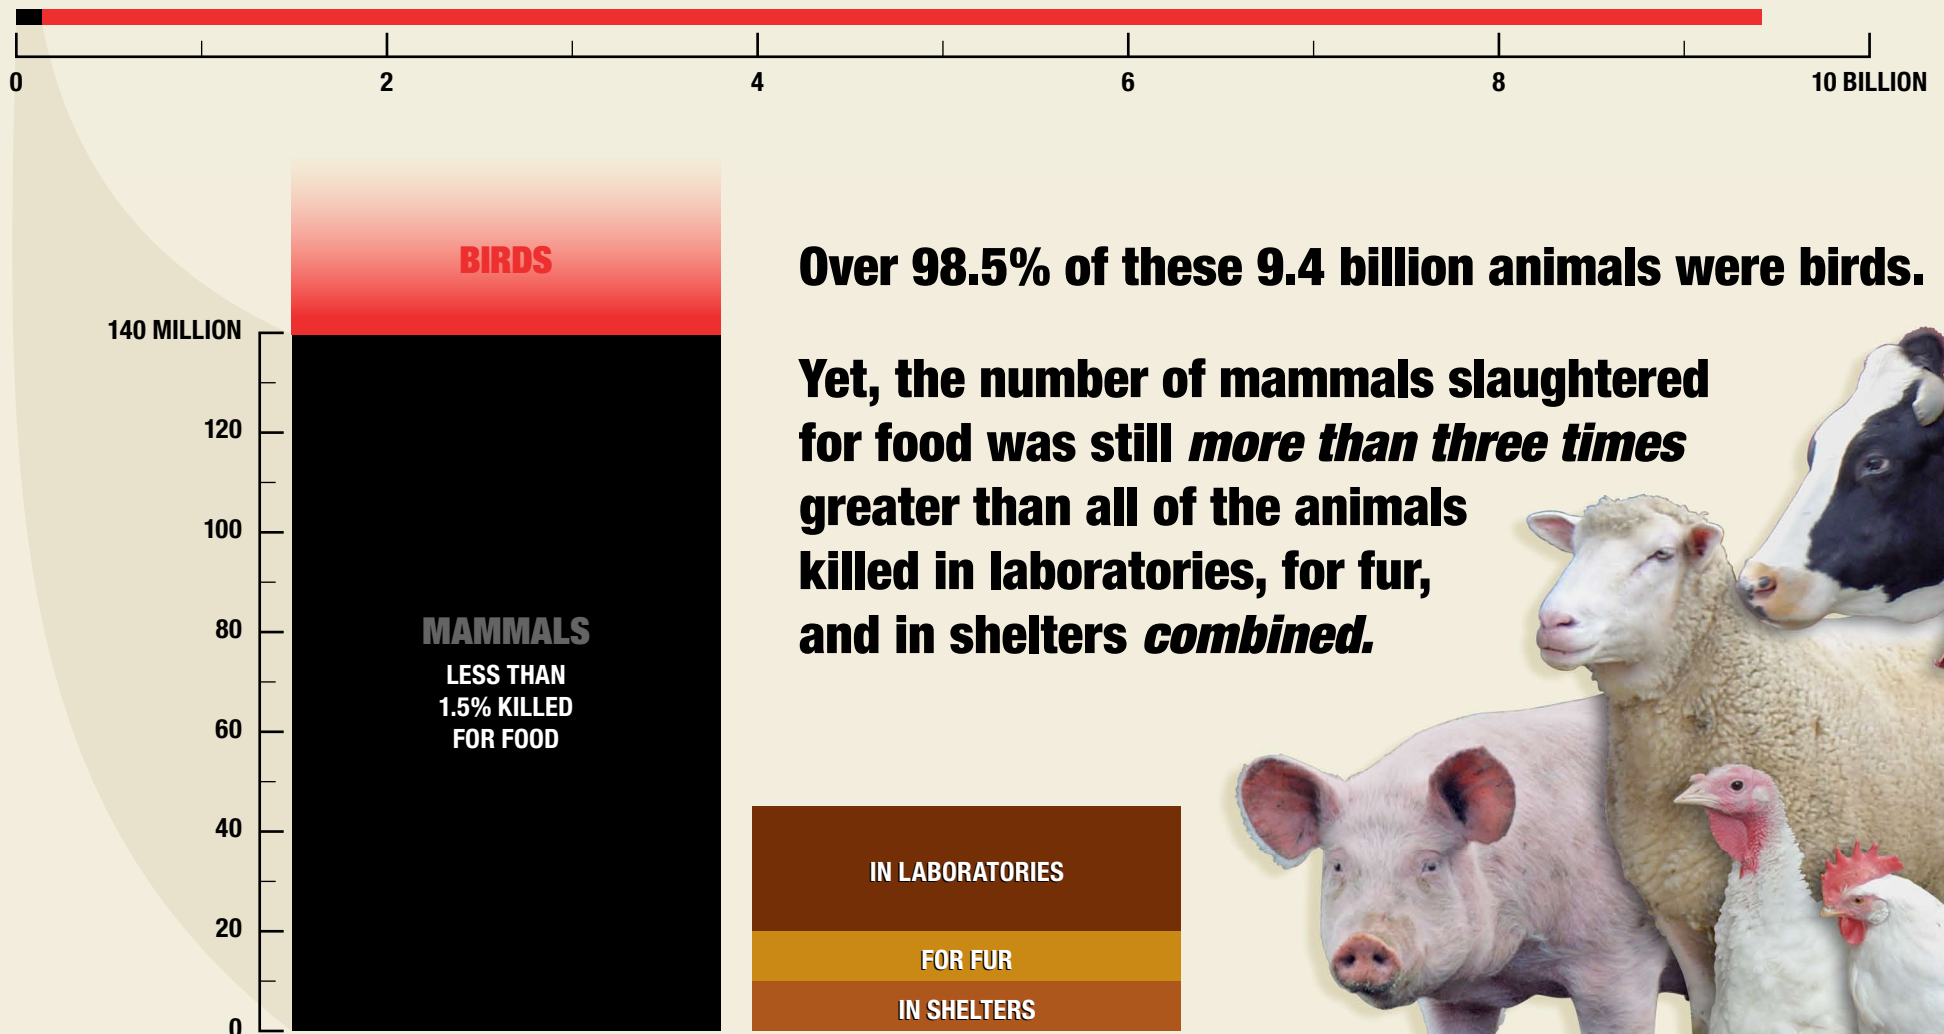 0
2
4
6
8
10 BILLION
BIRDS
Over 98.5% of these 9.4 billion animals were birds.
140 MILLION
120
100
80
60
40
20
0
MAMMALS
LESS THAN
1.5% KILLED
FOR FOOD
Yet, the number of mammals slaughtered
for food was still more than three times
greater than all of the animals
killed in laboratories, for fur,
and in shelters combined.
IN LABORATORIES
FOR FUR
IN SHELTERS